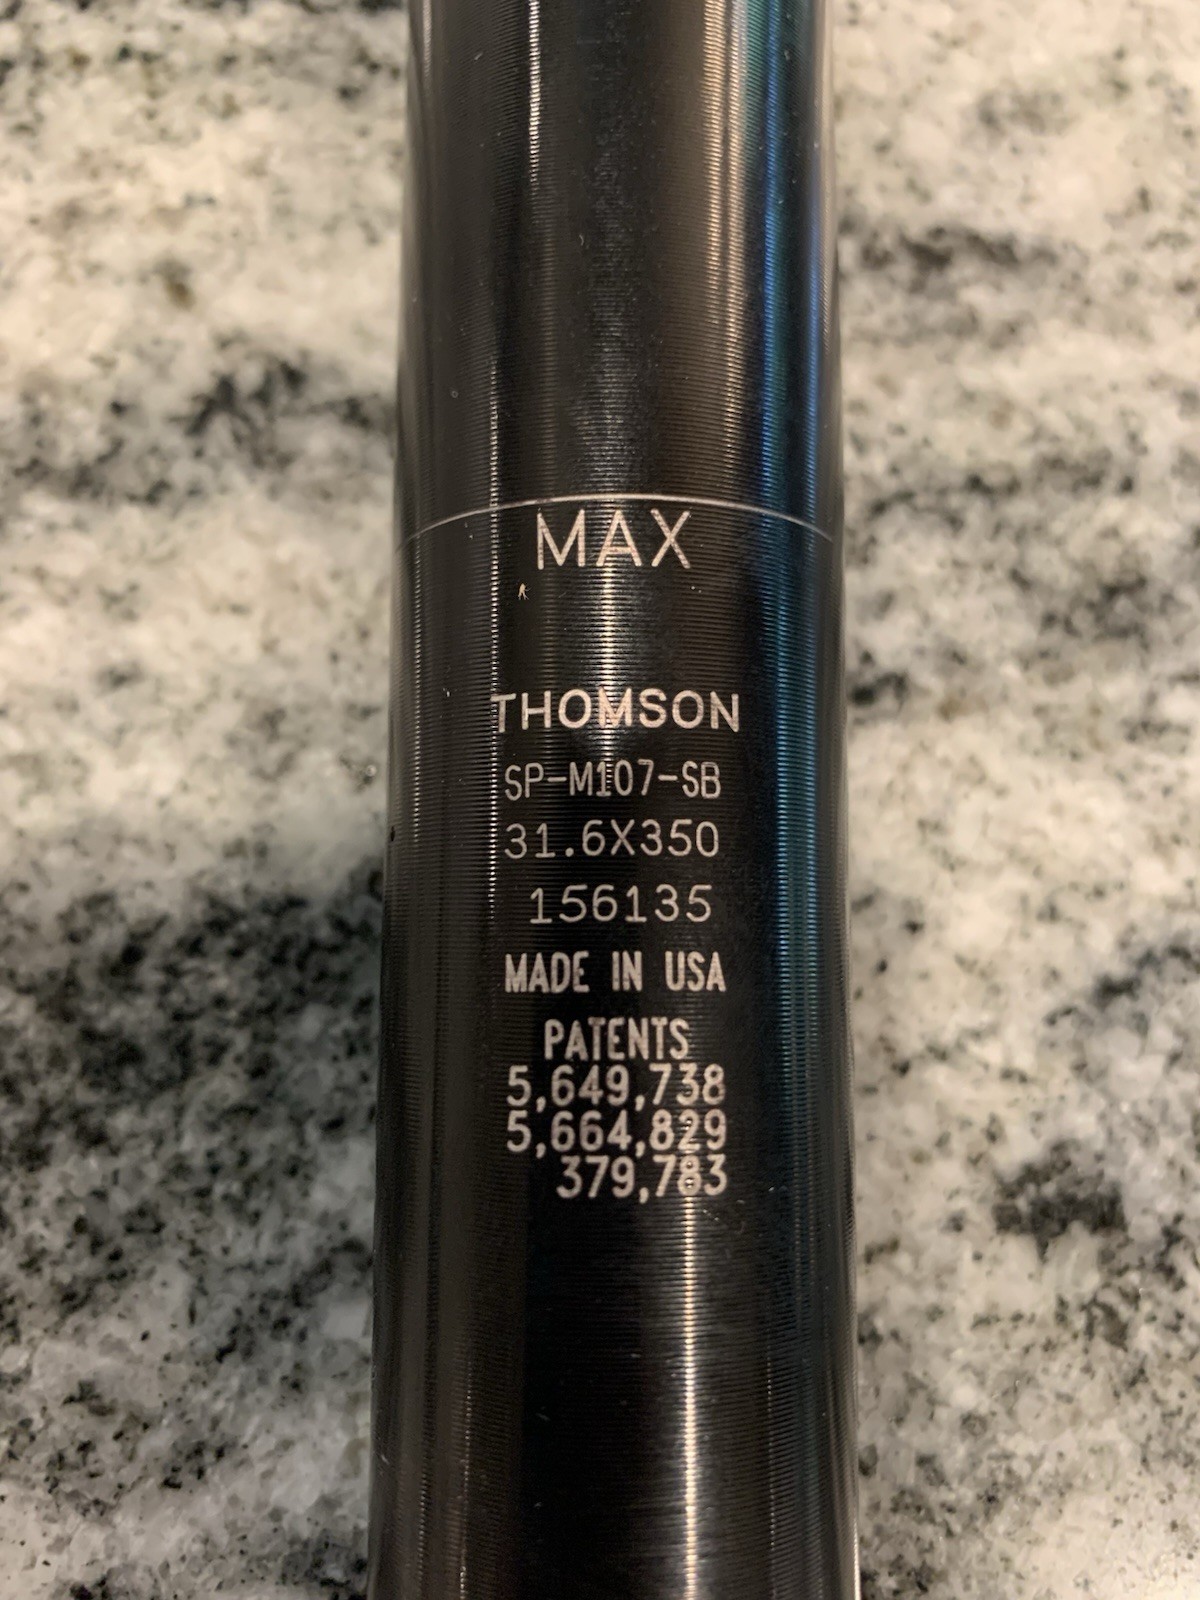 MAX
THOMSON
SP-M107-SB
31.6X350
156135
MADE IN USA
PATENTS
5,649,738
5,664,829
379,783